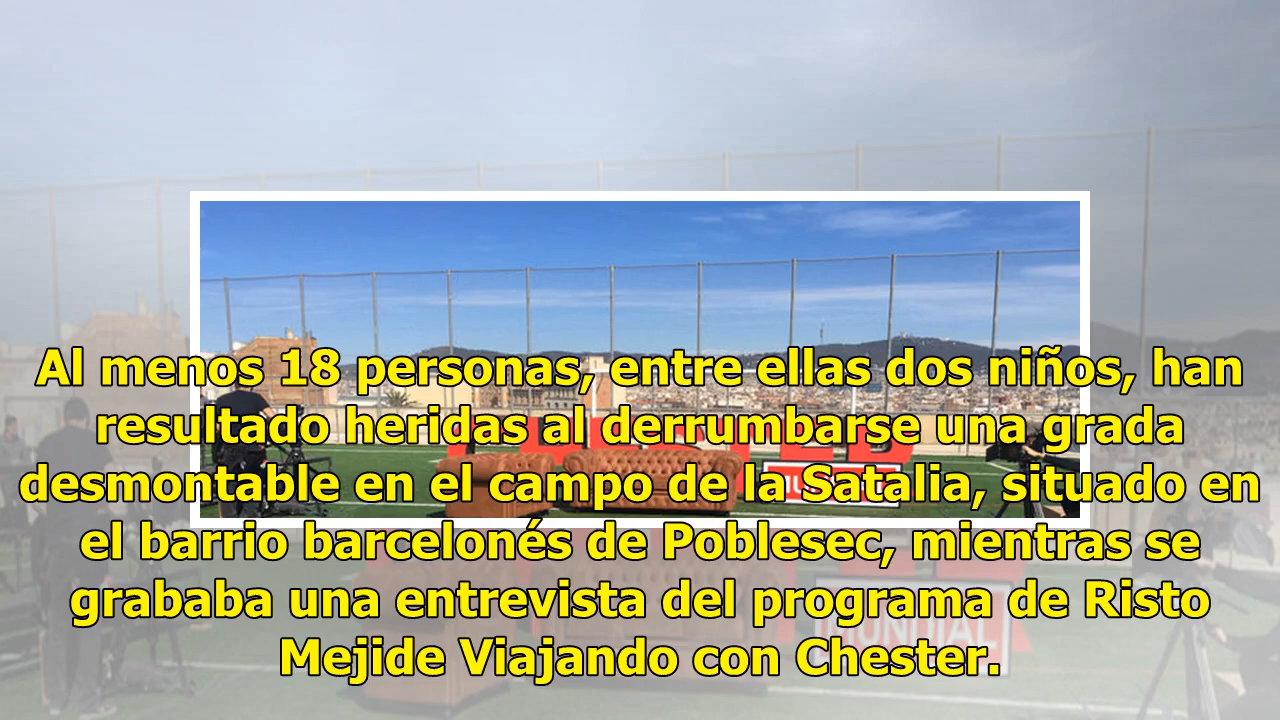 Al menos 18 personas, entre ellas dos niños, han
resultado heridas al derrumbarse una grada
desmontable en el campo de la Satalia, situado en
el barrio barcelonés de Poblesec, mientras se
grababa una entrevista del programa de Risto
Mejide Viajando con Chester.
MUNDIAL